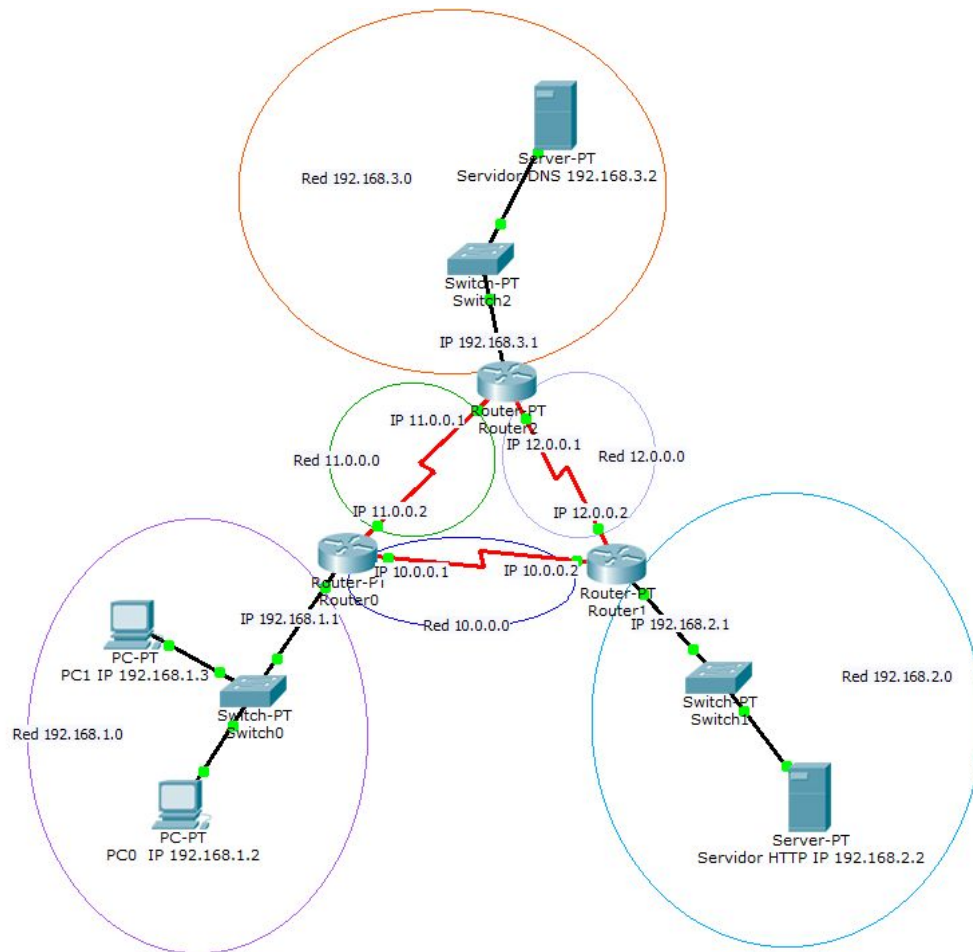 Server-PT
Servidor DNS 192.168.3.2
Red 192.168.3.0
Switch-PT
Switch2
IP 192.168.3.1
Router-PT
Router2
IP 11.0.0.1
IP 12.0.0.1
Red 11.0.0.0
Red 12.0.0.0
IP 11.0.0.2
IP 12.0.0.2
Router-PT
Router0
IP 10.0.0.1
IP 10.0.0.2
Router-PT
Router1
Red 10.0.0.0
IP 192.168.1.1
IP 192.168.2.1
PC-PT
PC1 IP 192.168.1.3
Switch-PT
Switch0
Red 192.168.1.0
Switch-PT
Switch1
Red 192.168.2.0
PC-PT
PC0 IP 192.168.1.2
Server-PT
Servidor HTTP IP 192.168.2.2